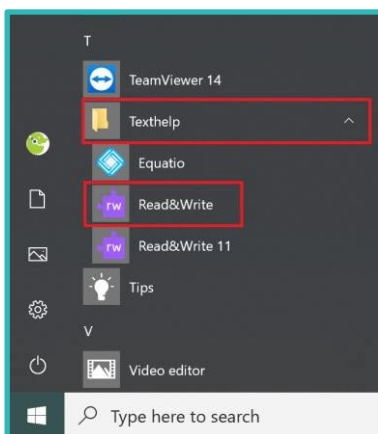 T
TeamViewer 14
Texthelp
Equatio
rw Read&Write
rw Read&Write 11
Tips
V
Video editor
Type here to search